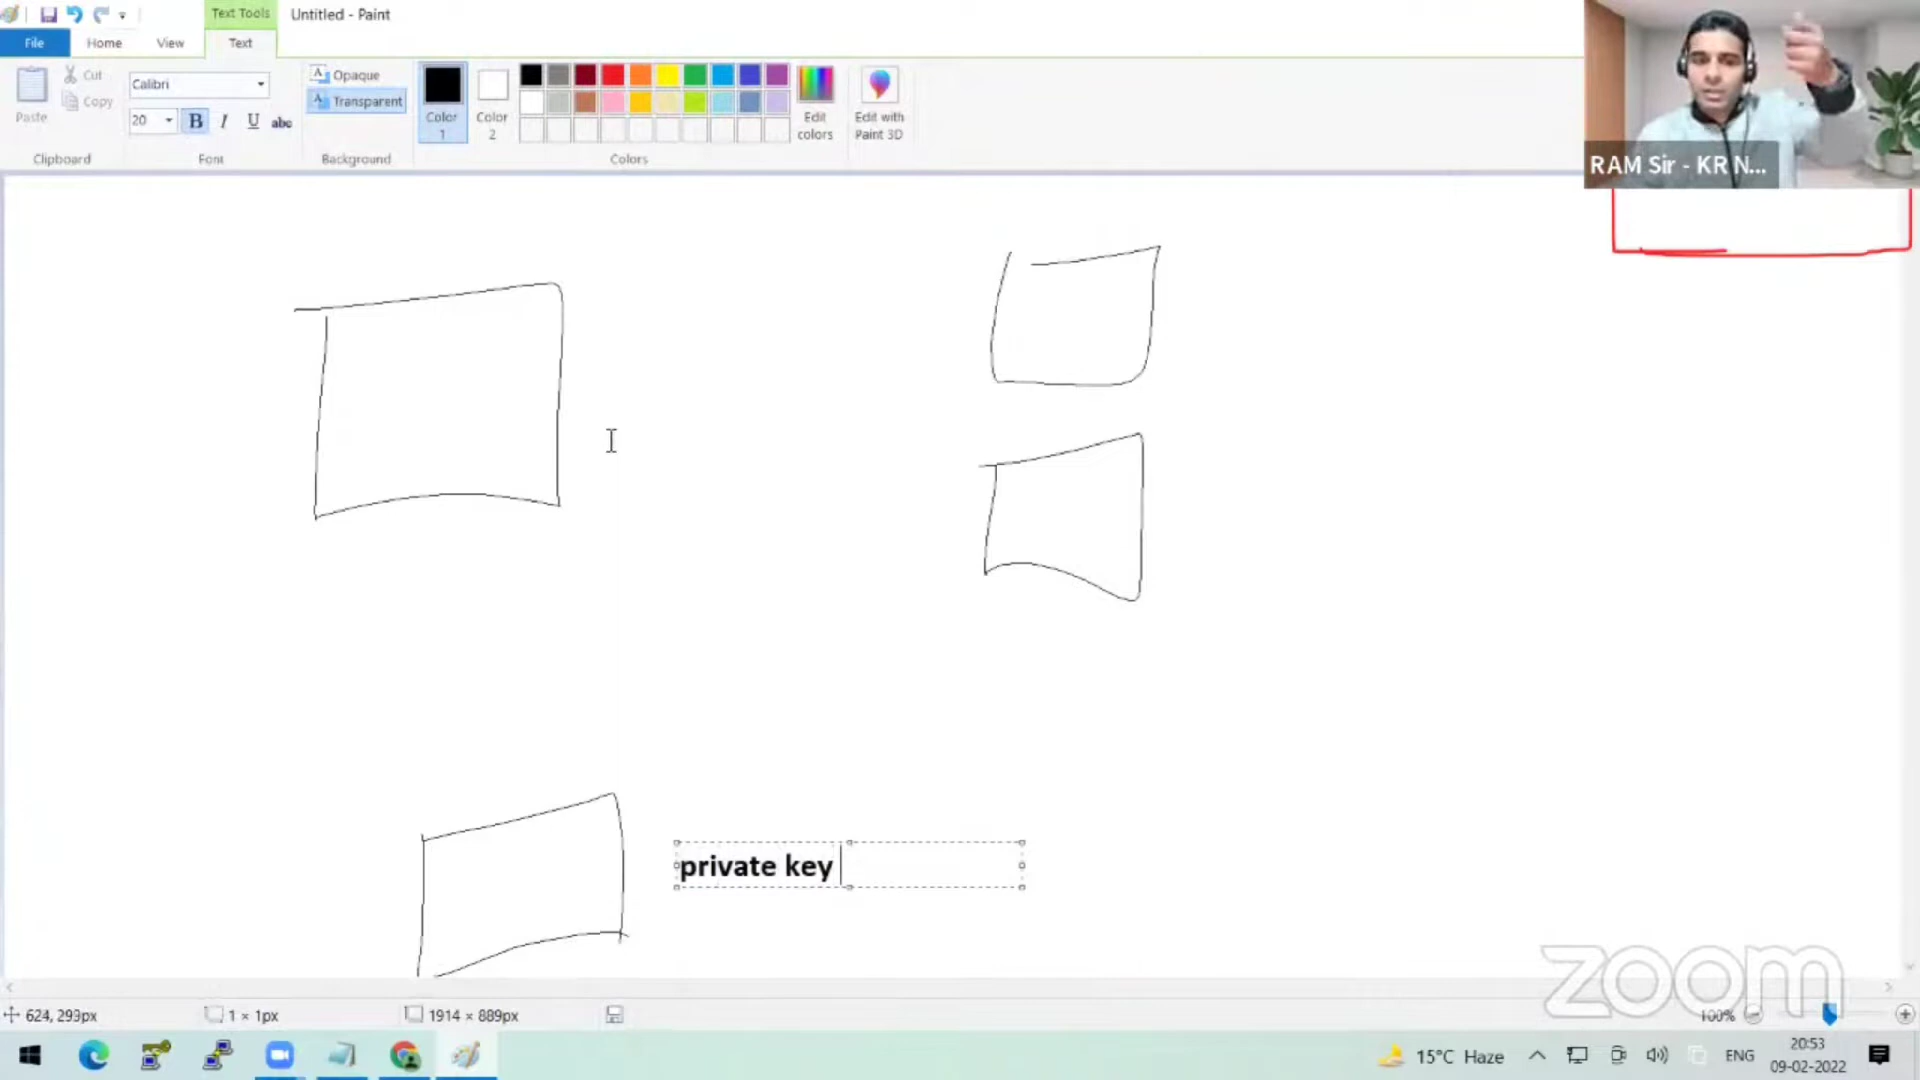 Text Tools
Untitled - Paint
File
Home
View
Text
Paste
Cut
Copy
Calibri
20
B
I
U
abc
Opaque
Transparent
Color
1
Color
2
Edit
colors
Edit with
Paint 3D
Clipboard
Font
Background
Colors
RAM Sir - KR N...
private key
zoom
624, 299px
1 × 1px
1914 × 889px
100%
15°C Haze
ENG
20:53
09-02-2022